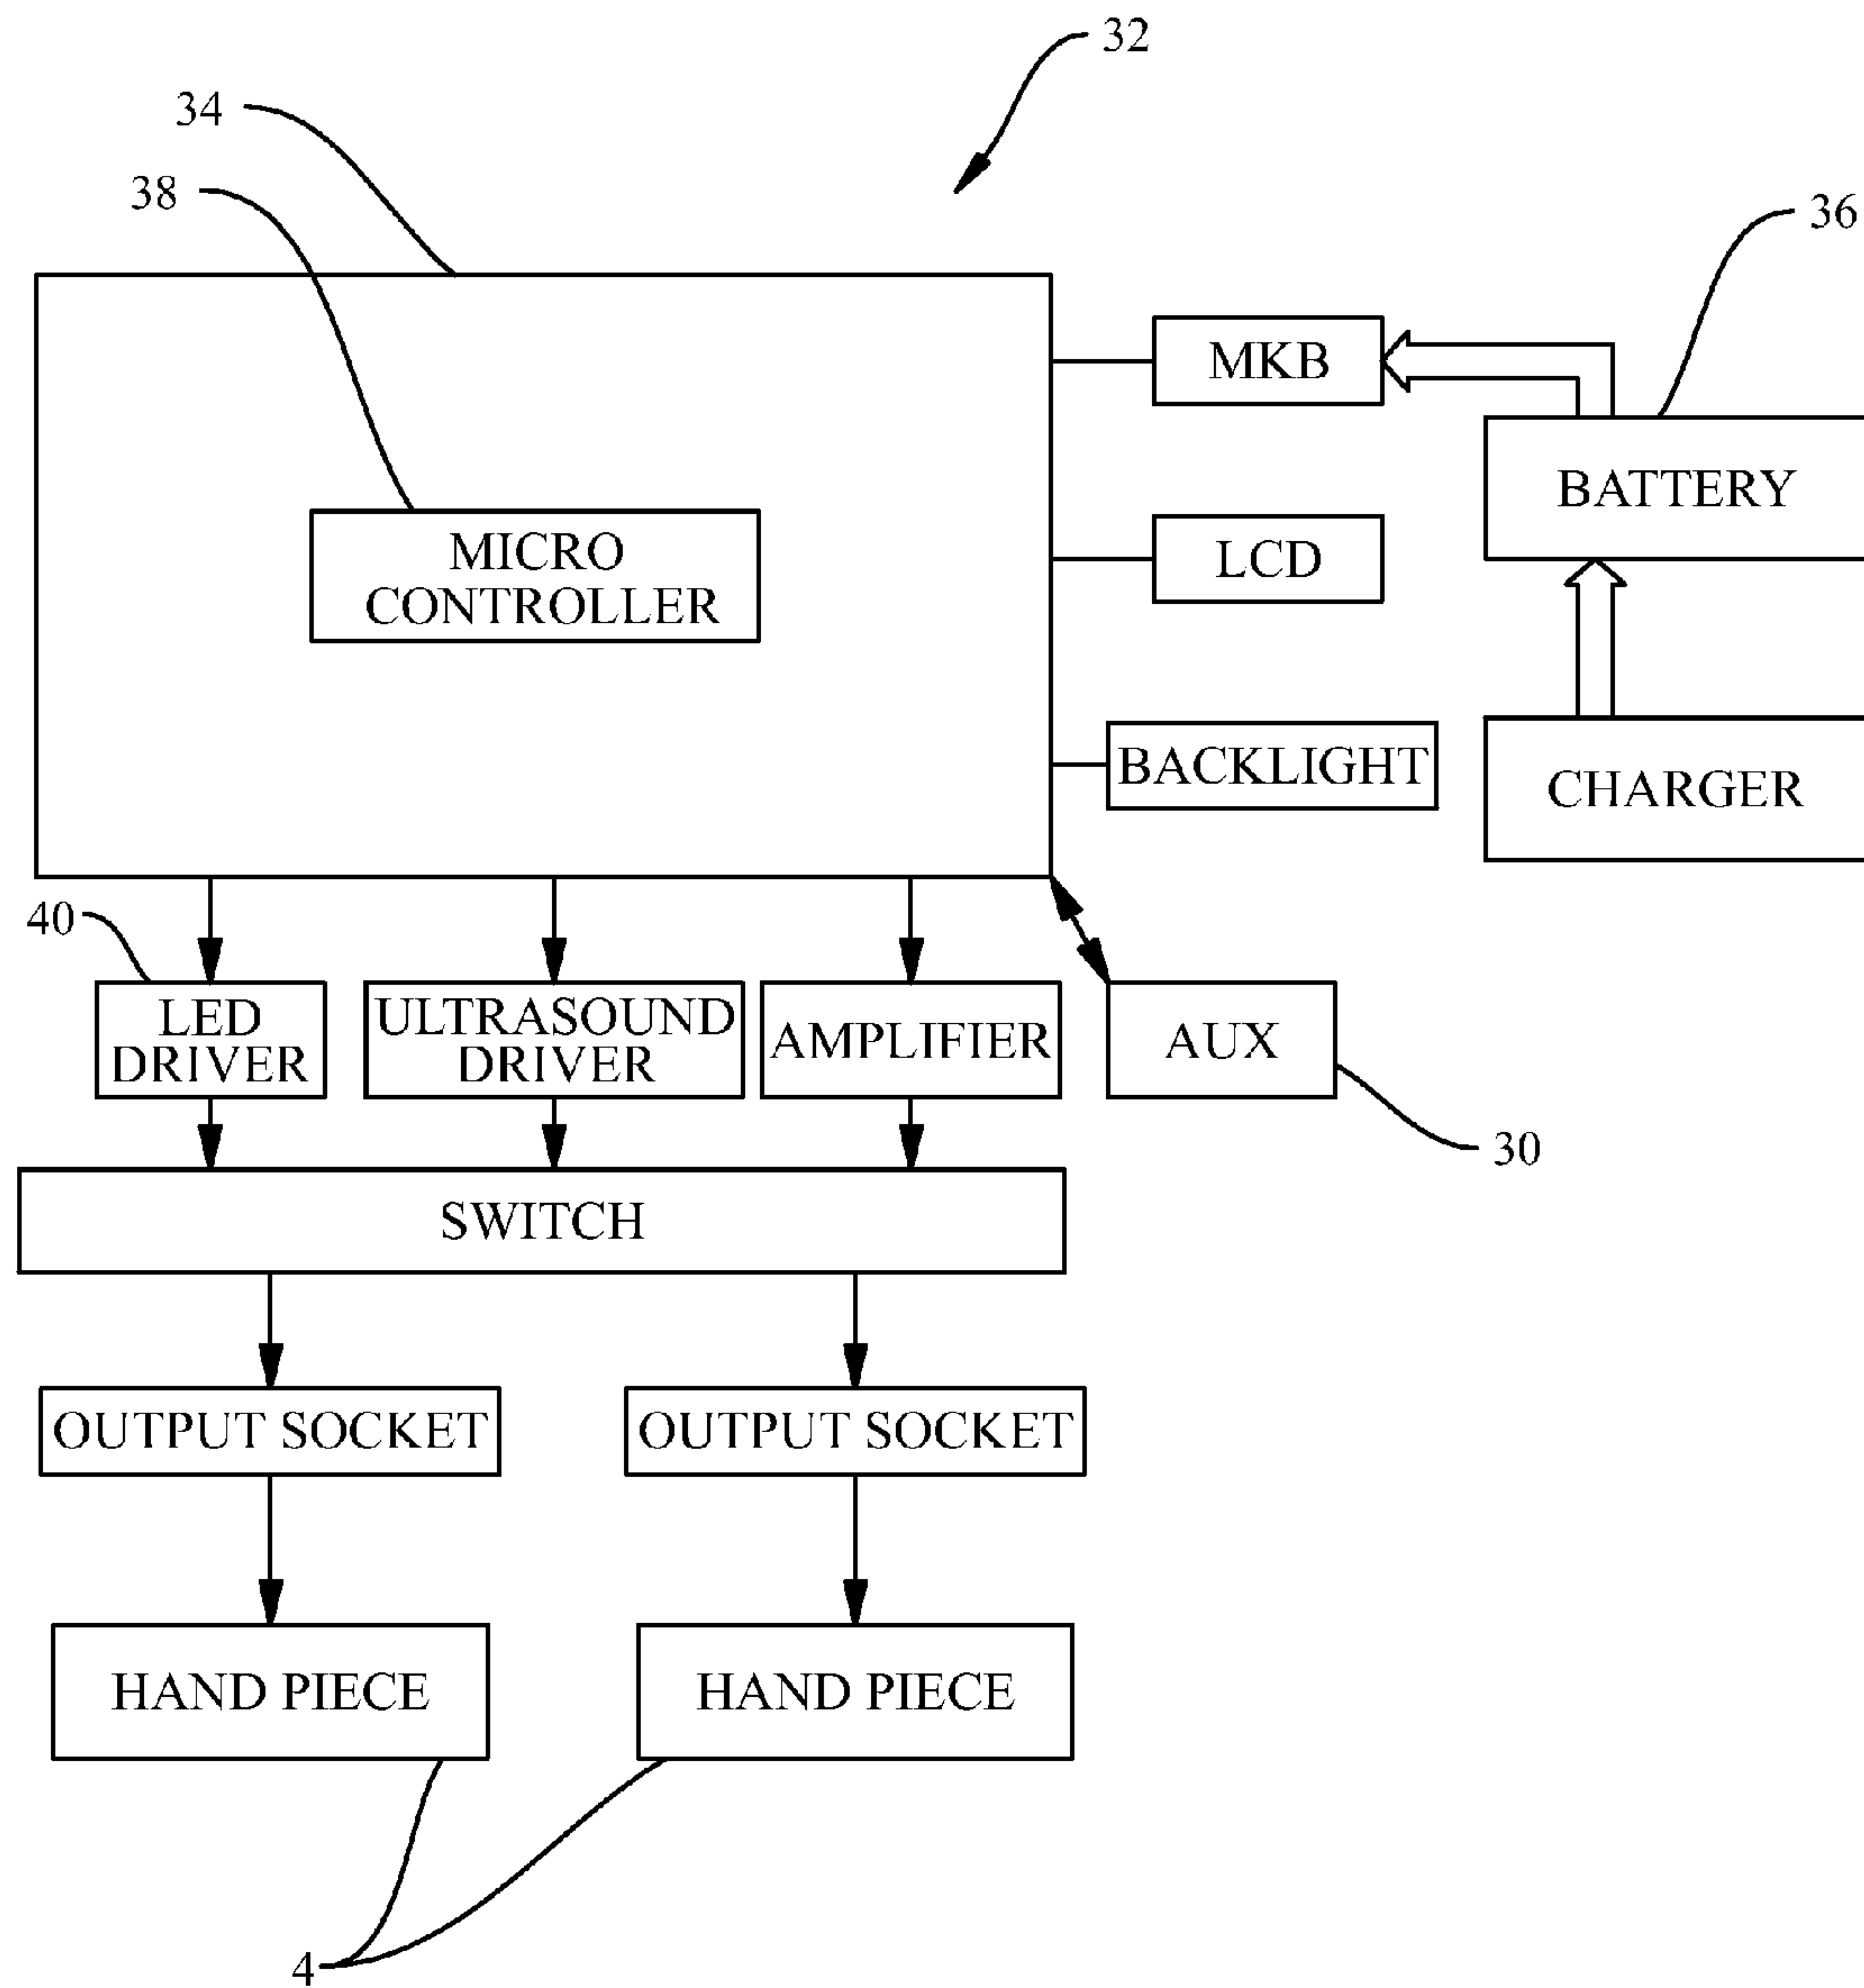 32
34
38
36
MKB
BATTERY
MICRO
CONTROLLER
LCD
BACKLIGHT
CHARGER
40
LED
DRIVER
ULTRASOUND
DRIVER
AMPLIFIER
AUX
30
SWITCH
OUTPUT SOCKET
OUTPUT SOCKET
HAND PIECE
HAND PIECE
4